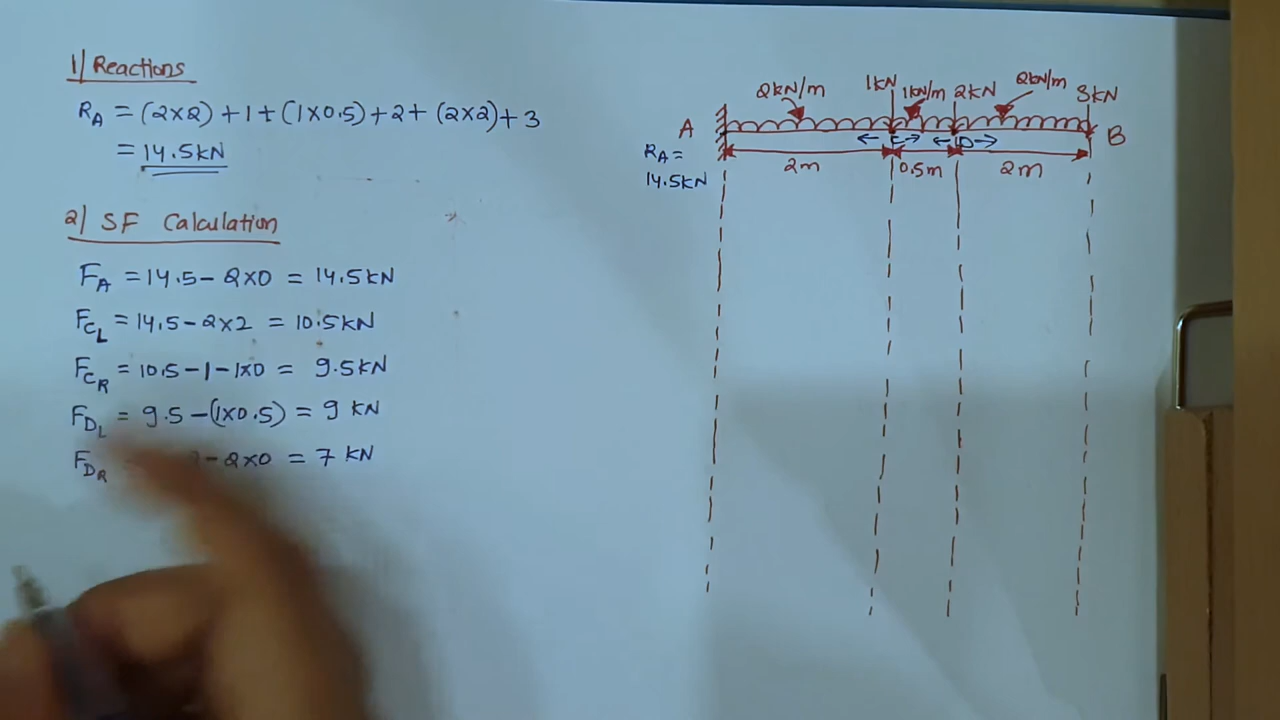 1) Reactions
RA = (2×2) +1+(1×0.5)+2+ (2×2)+3
= 14.5kN
2) SF Calculation
FA = 14.5 - 2×0 = 14.5kN
FCL = 14.5 - 2×2 = 10.5kN
FCR = 10.5 - 1 - 1×0 = 9.5kN
FDL = 9.5 - (1×0.5) = 9 kN
FDR - 2×0 = 7 kN
2kN/m 1kN 1kN/m 2kN 2kN/m 3kN
A C D B
RA =
14.5kN
2m 0.5m 2m